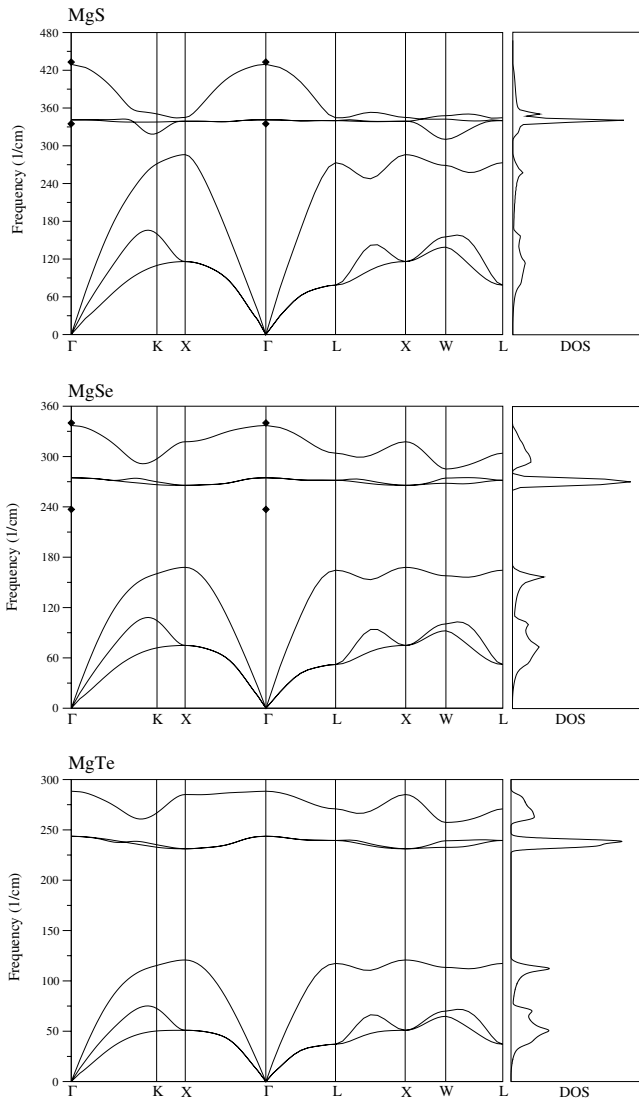 MgS
Frequency (1/cm)
480
420
360
300
240
180
120
60
0
Γ K X Γ L X W L DOS
MgSe
Frequency (1/cm)
360
300
240
180
120
60
0
Γ K X Γ L X W L DOS
MgTe
Frequency (1/cm)
300
250
200
150
100
50
0
Γ K X Γ L X W L DOS